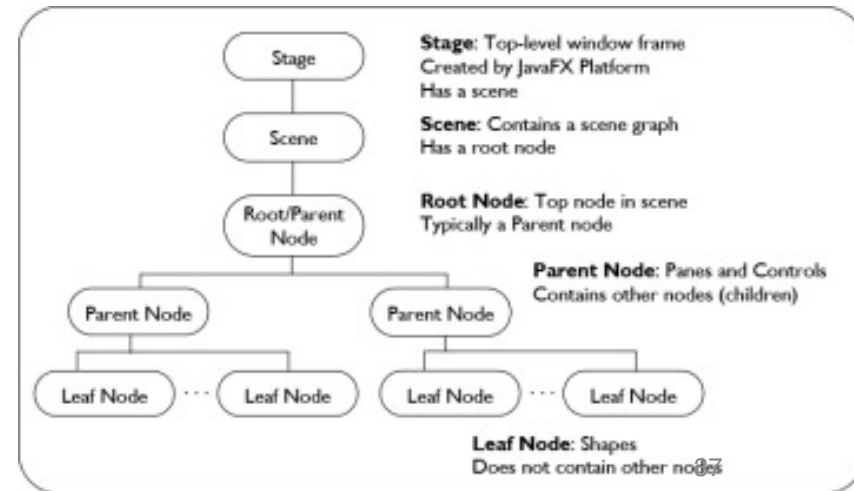 Stage
Stage: Top-level window frame
Created by JavaFX Platform
Has a scene
Scene
Scene: Contains a scene graph
Has a root node
Root/Parent
Node
Root Node: Top node in scene
Typically a Parent node
Parent Node: Panes and Controls
Contains other nodes (children)
Parent Node
Parent Node
Leaf Node ... Leaf Node
Leaf Node ... Leaf Node
Leaf Node: Shapes
Does not contain other nodes
37